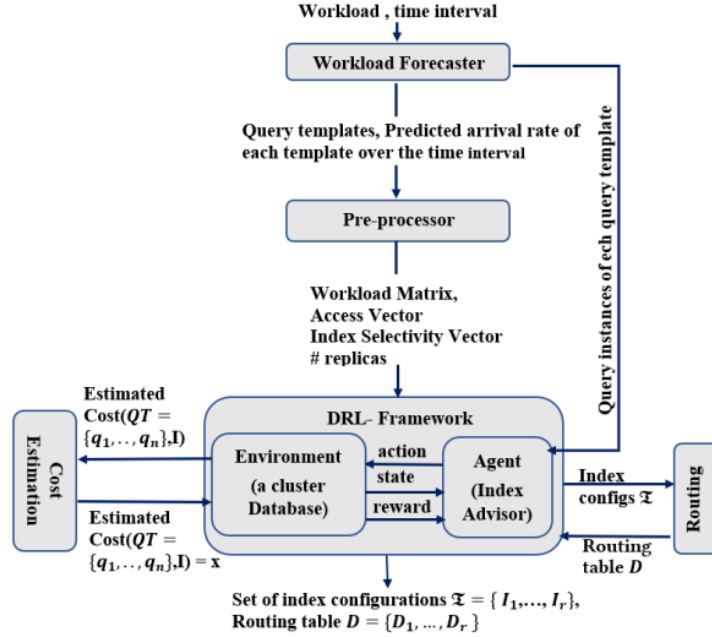 Workload , time interval
Workload Forecaster
Query templates, Predicted arrival rate of
each template over the time interval
Query instances of ech query template
Pre-processor
Workload Matrix,
Access Vector
Index Selectivity Vector
# replicas
Estimated
Cost(QT =
{q₁,..,qₙ},I)
Cost
Estimation
Estimated
Cost(QT =
{q₁,..,qₙ},I) = x
DRL- Framework
Environment
(a cluster
Database)
action
state
reward
Agent
(Index
Advisor)
Index
configs 𝕴
Routing
Routing
table D
Set of index configurations 𝕴 = { I₁,…, Iᵣ},
Routing table D = {D₁, …, Dᵣ }